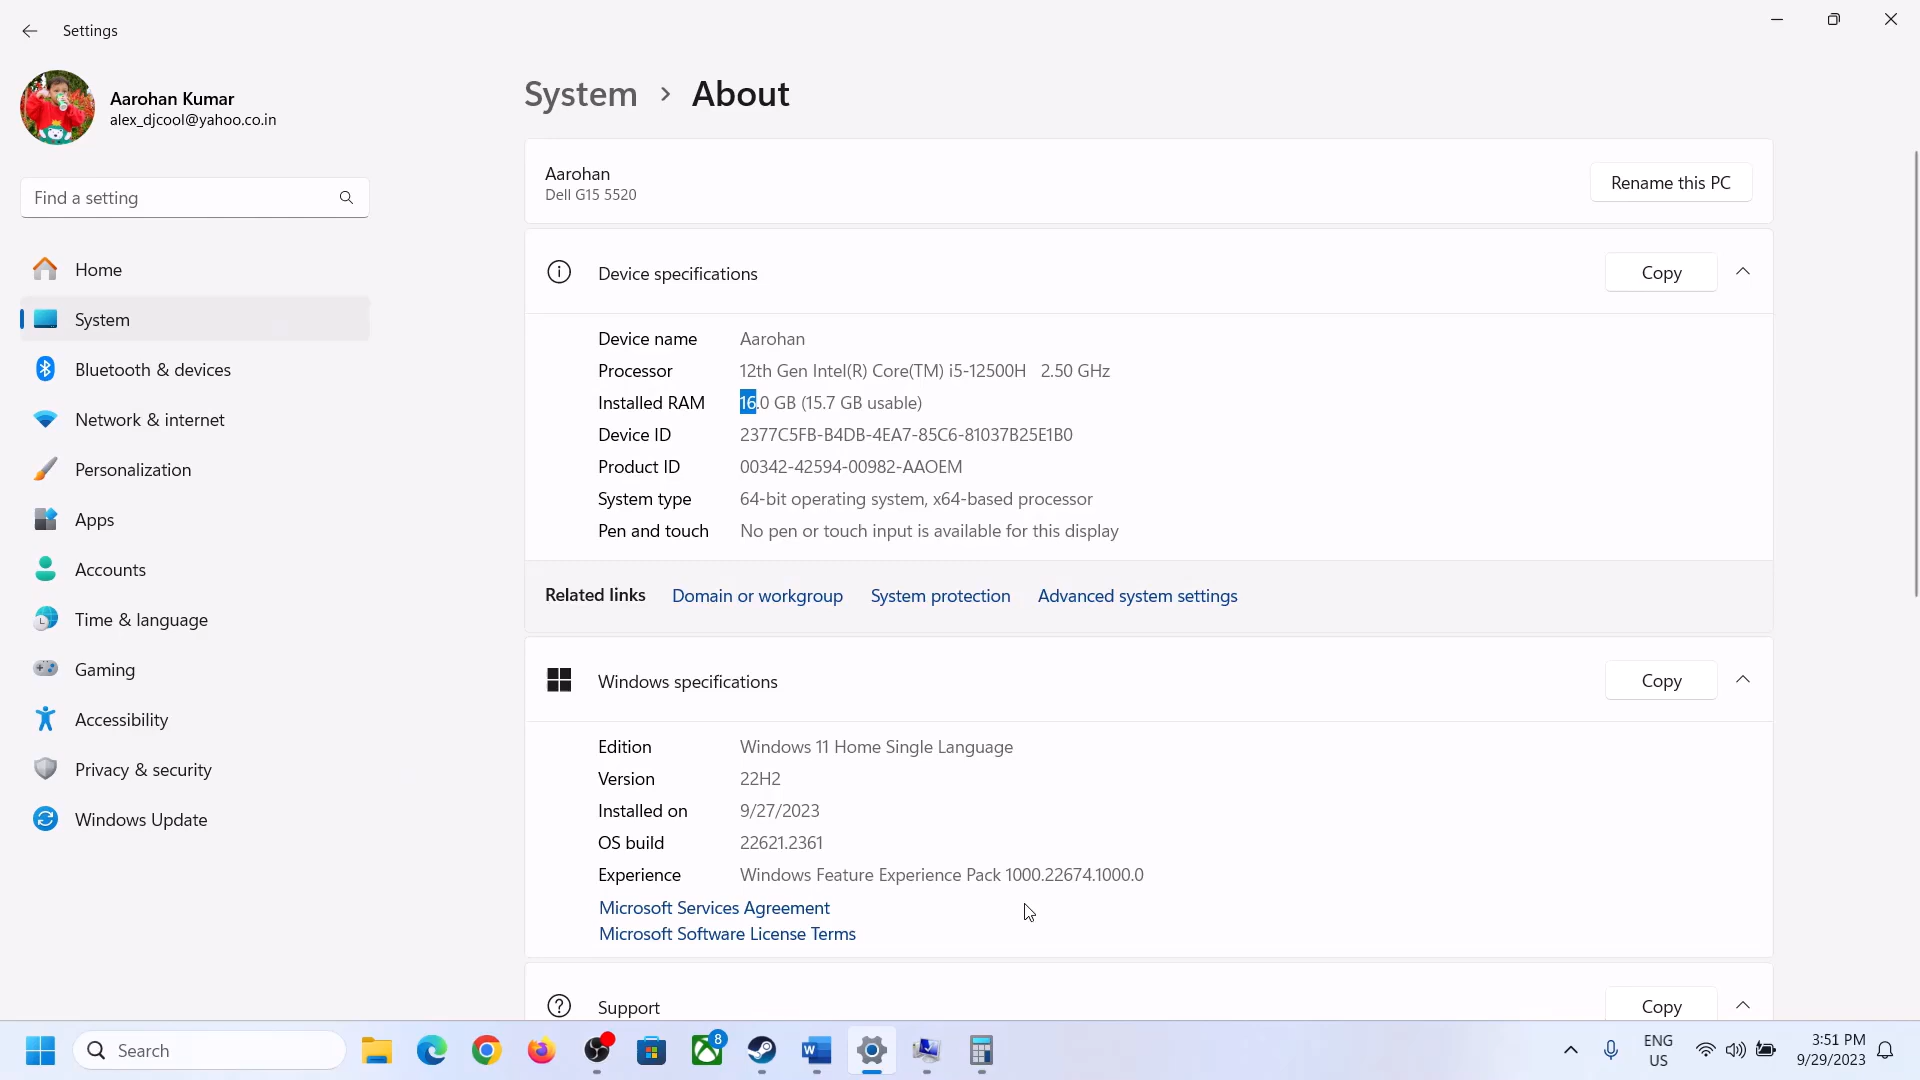 Settings
Aarohan Kumar
alex_djcool@yahoo.co.in
Find a setting
Home
System
Bluetooth & devices
Network & internet
Personalization
Apps
Accounts
Time & language
Gaming
Accessibility
Privacy & security
Windows Update
System > About
Aarohan
Dell G15 5520
Rename this PC
Device specifications
Copy
Device name Aarohan
Processor 12th Gen Intel(R) Core(TM) i5-12500H 2.50 GHz
Installed RAM 16.0 GB (15.7 GB usable)
Device ID 2377C5FB-B4DB-4EA7-85C6-81037B25E1B0
Product ID 00342-42594-00982-AAOEM
System type 64-bit operating system, x64-based processor
Pen and touch No pen or touch input is available for this display
Related links Domain or workgroup System protection Advanced system settings
Windows specifications
Copy
Edition Windows 11 Home Single Language
Version 22H2
Installed on 9/27/2023
OS build 22621.2361
Experience Windows Feature Experience Pack 1000.22674.1000.0
Microsoft Services Agreement
Microsoft Software License Terms
Support
Copy
Search
8
W
ENG
US
3:51 PM
9/29/2023